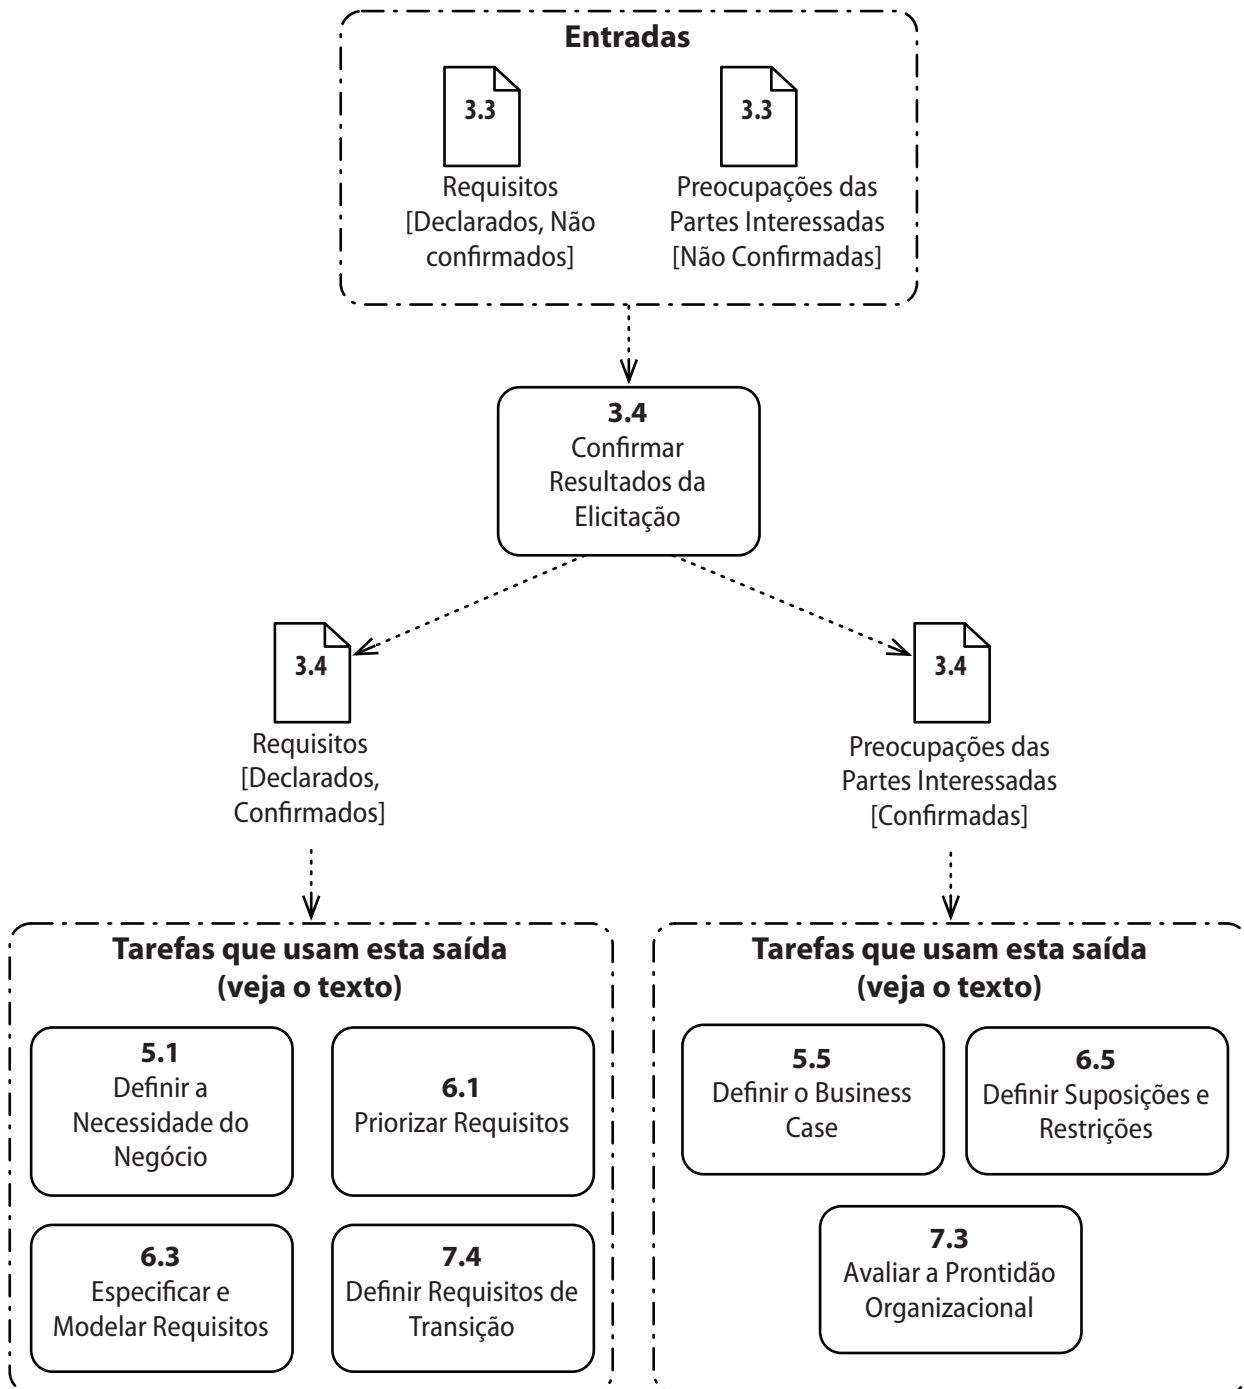 Entradas
3.3
Requisitos
[Declarados, Não
confirmados]
3.3
Preocupações das
Partes Interessadas
[Não Confirmadas]
3.4
Confirmar
Resultados da
Elicitação
3.4
Requisitos
[Declarados,
Confirmados]
3.4
Preocupações das
Partes Interessadas
[Confirmadas]
Tarefas que usam esta saída
(veja o texto)
5.1
Definir a
Necessidade do
Negócio
6.1
Priorizar Requisitos
6.3
Especificar e
Modelar Requisitos
7.4
Definir Requisitos de
Transição
Tarefas que usam esta saída
(veja o texto)
5.5
Definir o Business
Case
6.5
Definir Suposições e
Restrições
7.3
Avaliar a Prontidão
Organizacional